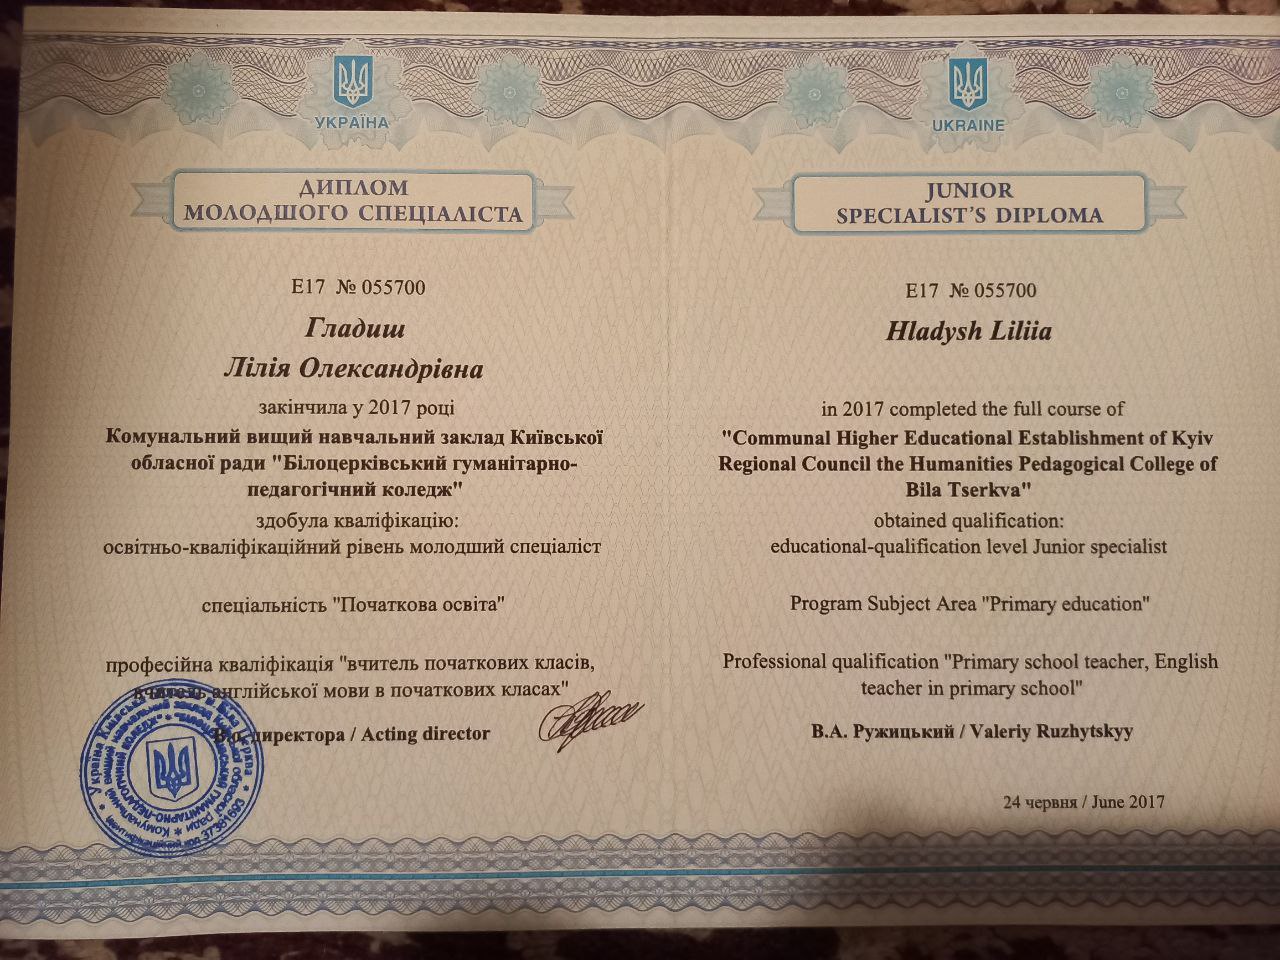 УКРАЇНА
ДИПЛОМ
МОЛОДШОГО СПЕЦІАЛІСТА
Е17 № 055700
Гладиш
Лілія Олександрівна
закінчила у 2017 році
Комунальний вищий навчальний заклад Київської
обласної ради "Білоцерківський гуманітарно-
педагогічний коледж"
здобула кваліфікацію:
освітньо-кваліфікаційний рівень молодший спеціаліст
спеціальність "Початкова освіта"
професійна кваліфікація "вчитель початкових класів,
вчитель англійської мови в початкових класах"
В.о. директора / Acting director
UKRAINE
JUNIOR
SPECIALIST'S DIPLOMA
E17 № 055700
Hladysh Liliia
in 2017 completed the full course of
"Communal Higher Educational Establishment of Kyiv
Regional Council the Humanities Pedagogical College of
Bila Tserkva"
obtained qualification:
educational-qualification level Junior specialist
Program Subject Area "Primary education"
Professional qualification "Primary school teacher, English
teacher in primary school"
В.А. Ружицький / Valeriy Ruzhytskyy
24 червня / June 2017